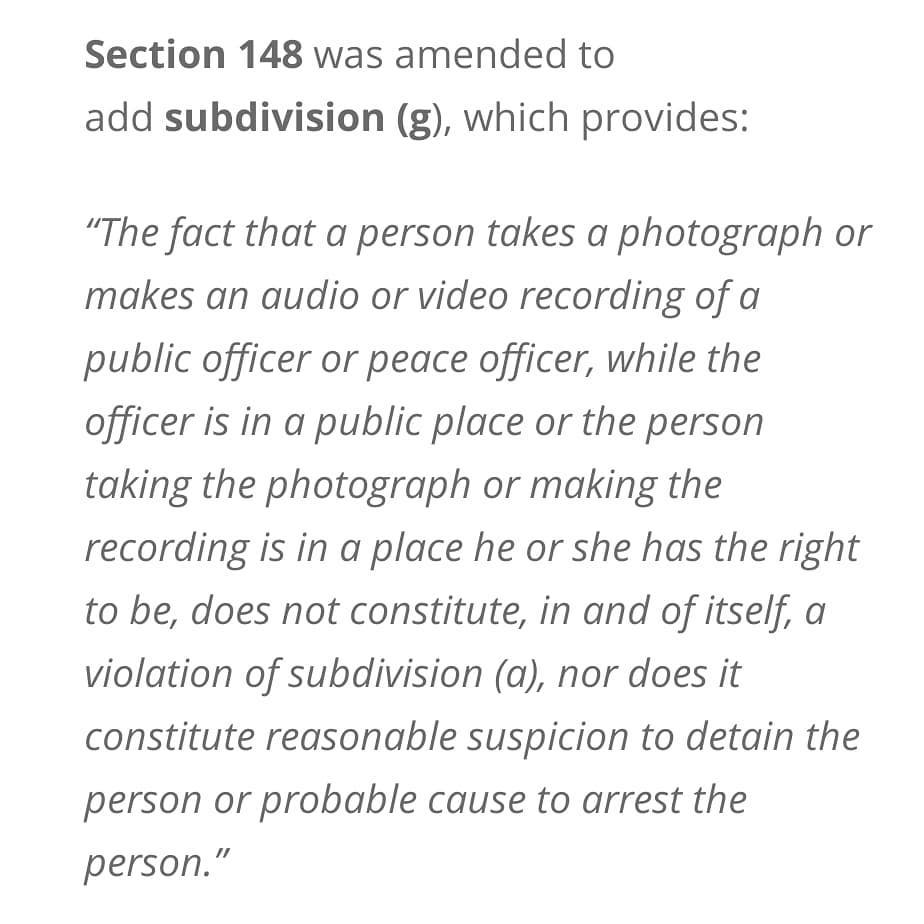 Section 148 was amended to
add subdivision (g), which provides:
“The fact that a person takes a photograph or
makes an audio or video recording of a
public officer or peace officer, while the
officer is in a public place or the person
taking the photograph or making the
recording is in a place he or she has the right
to be, does not constitute, in and of itself, a
violation of subdivision (a), nor does it
constitute reasonable suspicion to detain the
person or probable cause to arrest the
person.”